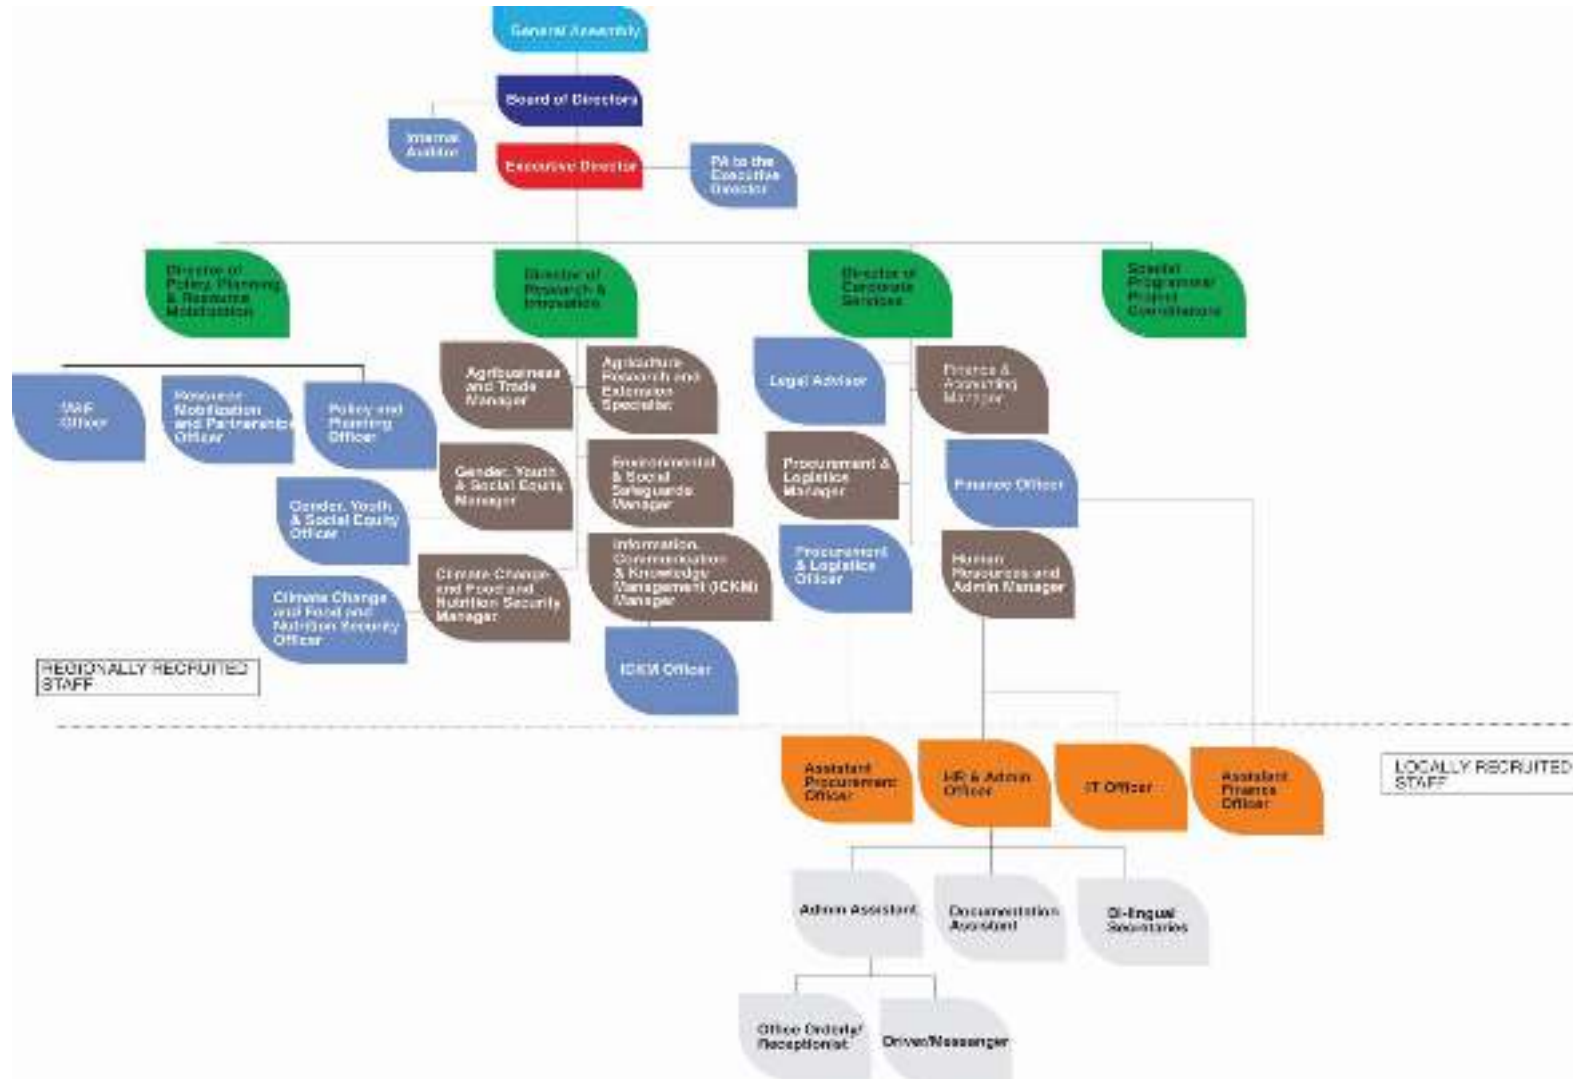 General Assembly
Board of Directors
Internal
Auditor
Executive Director
PA to the
Executive
Director
Director of
Policy, Planning
& Resource
Mobilization
Director of
Research &
Innovation
Director of
Corporate
Services
Special
Programme/
Project
Coordinators
M&E
Officer
Resource
Mobilization
and Partnership
Officer
Policy and
Planning
Officer
Agribusiness
and Trade
Manager
Agriculture
Research and
Extension
Specialist
Legal Advisor
Finance &
Accounting
Manager
Gender, Youth
& Social Equity
Manager
Environmental
& Social
Safeguards
Manager
Procurement &
Logistics
Manager
Finance Officer
Gender, Youth
& Social Equity
Officer
Climate Change
and Food and
Nutrition Security
Manager
Information,
Communication
& Knowledge
Management (ICKM)
Manager
Procurement
& Logistics
Officer
Human
Resources and
Admin Manager
Climate Change
and Food and
Nutrition Security
Officer
ICKM Officer
REGIONALLY RECRUITED
STAFF
LOCALLY RECRUITED
STAFF
Assistant
Procurement
Officer
HR & Admin
Officer
IT Officer
Assistant
Finance
Officer
Admin Assistant
Documentation
Assistant
Bi-lingual
Secretaries
Office Orderly/
Receptionist
Driver/Messenger